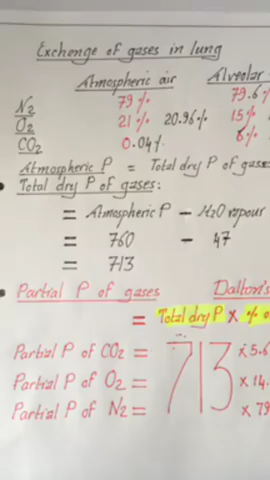 Exchange of gases in lung
Atmospheric air Alveolar
N2 79% 79.6%
O2 21% 20.96% 15%
CO2 0.04% 6%
Atmospheric P = Total dry P of gases
• Total dry P of gases:
= Atmospheric P - H2O vapour
= 760 - 47
= 713
• Partial P of gases Dalton's
= Total dry P x %
Partial P of CO2 = 713 x 5.6
Partial P of O2 = x 14.
Partial P of N2 = x 79